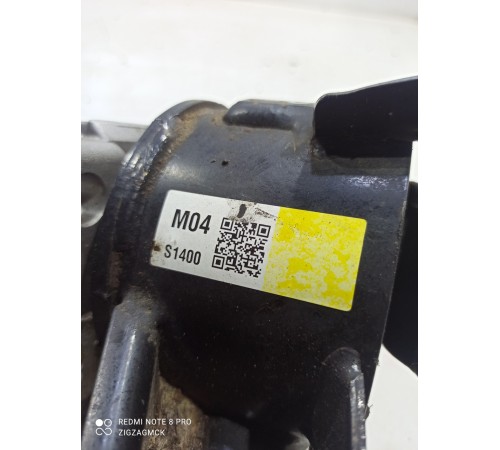 M04
S1400
REDMI NOTE 8 PRO
ZIGZAGMCK